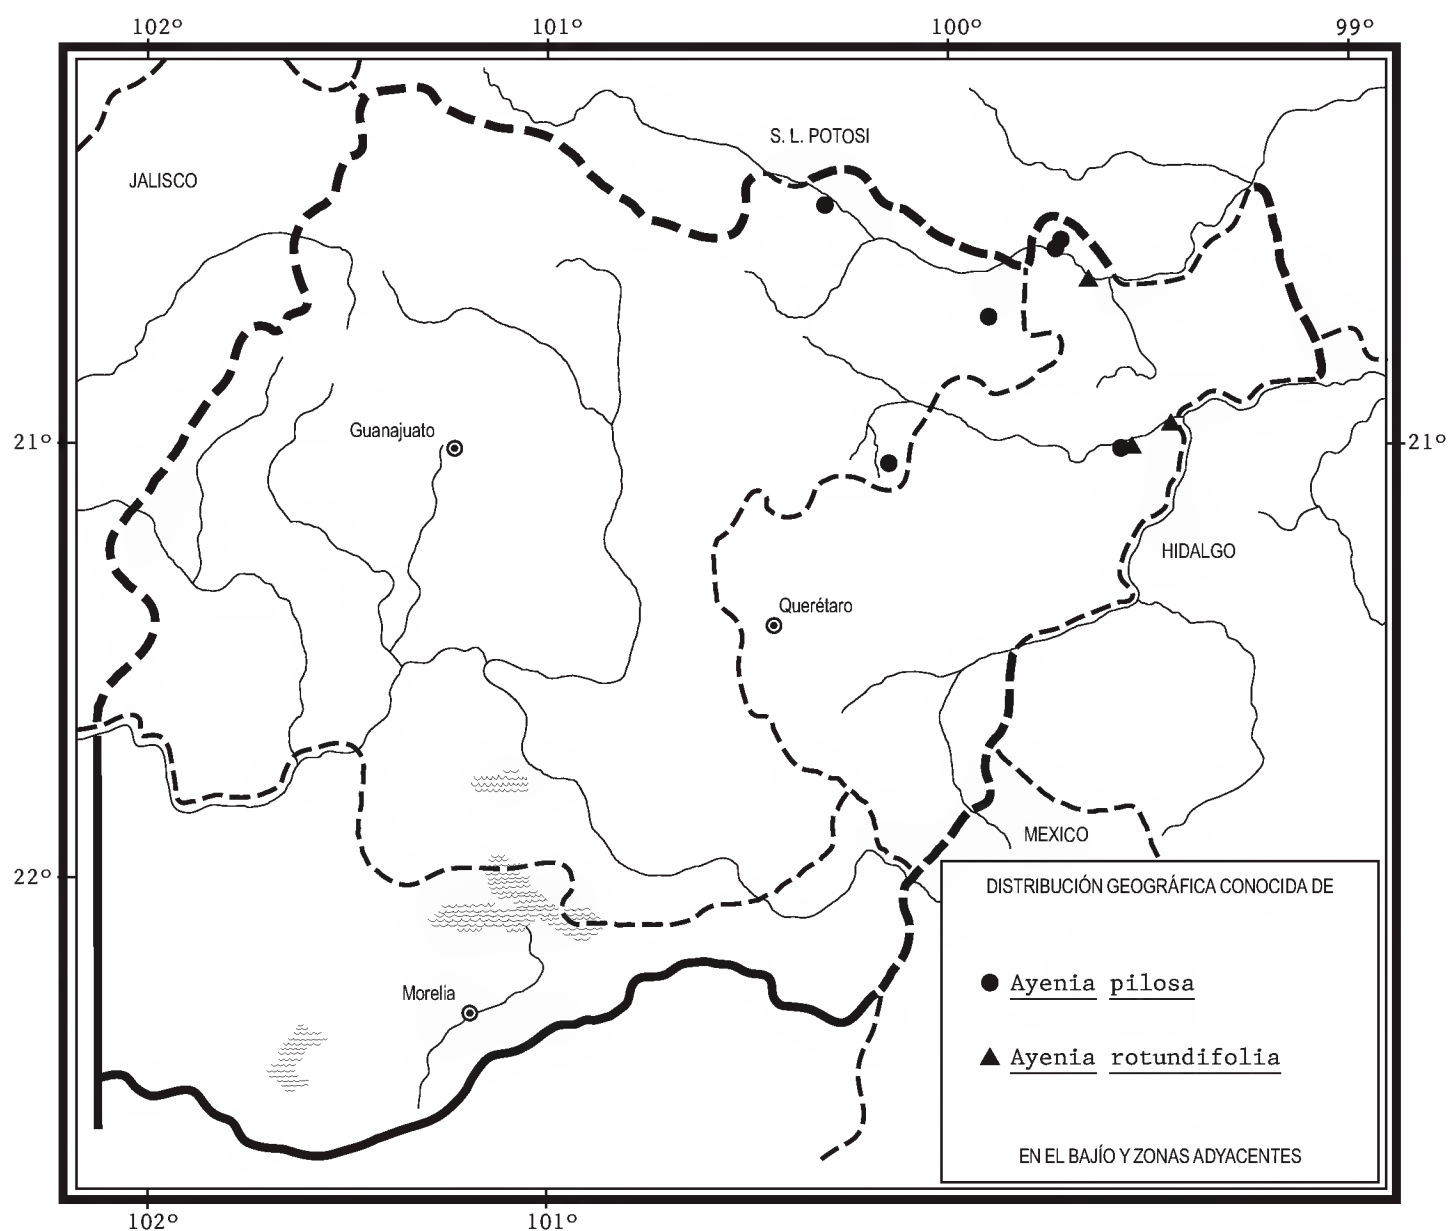 102º 101º 100º 99º
S. L. POTOSI
JALISCO
Guanajuato
21º 21º
HIDALGO
Querétaro
MEXICO
22º
DISTRIBUCIÓN GEOGRÁFICA CONOCIDA DE
Ayenia pilosa
Morelia
Ayenia rotundifolia
EN EL BAJÍO Y ZONAS ADYACENTES
102º 101º